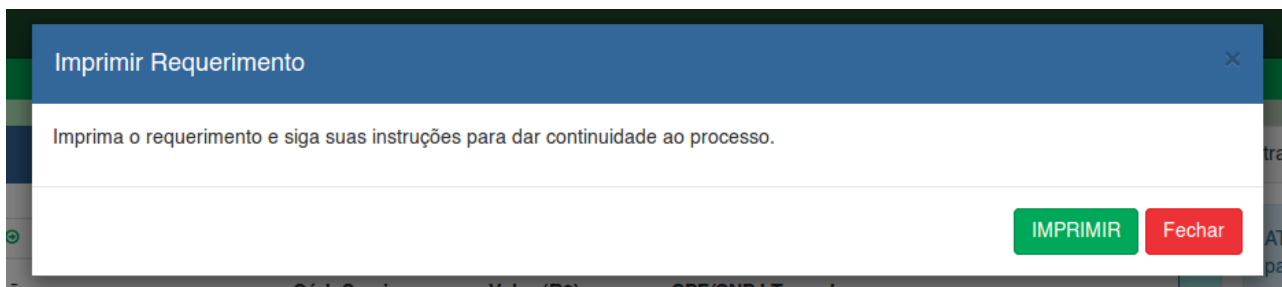 Imprimir Requerimento
×
Imprima o requerimento e siga suas instruções para dar continuidade ao processo.
IMPRIMIR
Fechar